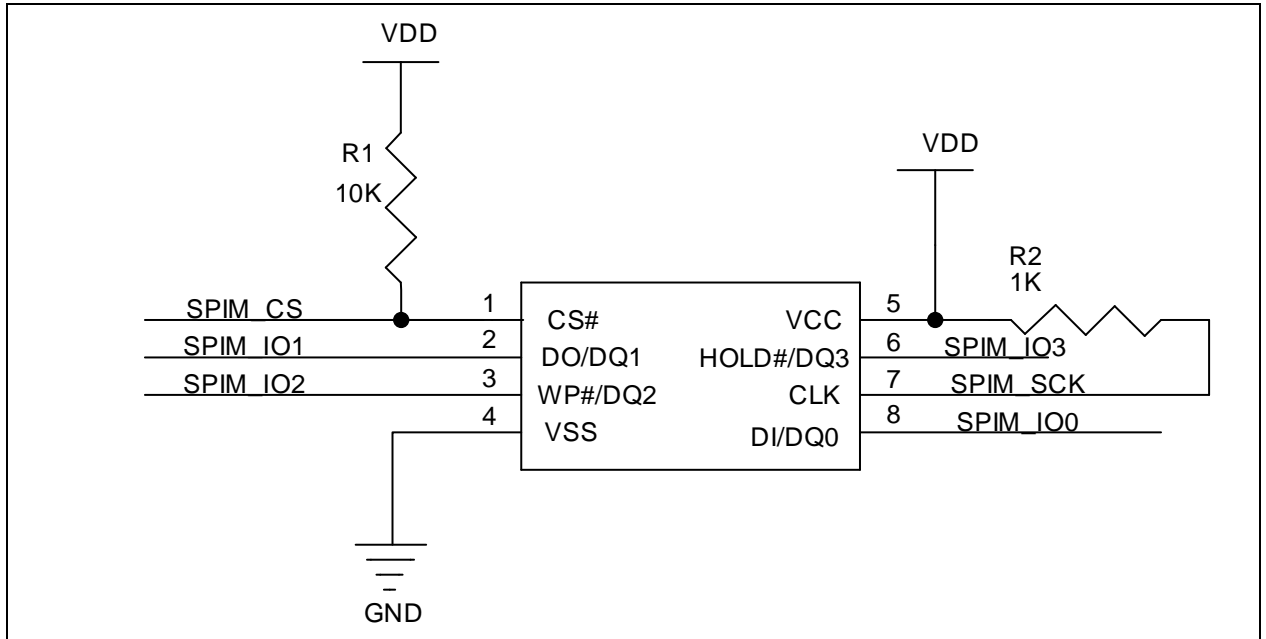 VDD
R1
10K
VDD
R2
1K
SPIM_CS 1 CS# VCC 5
SPIM_IO1 2 DO/DQ1 HOLD#/DQ3 6 SPIM_IO3
SPIM_IO2 3 WP#/DQ2 CLK 7 SPIM_SCK
4 VSS DI/DQ0 8 SPIM_IO0
GND